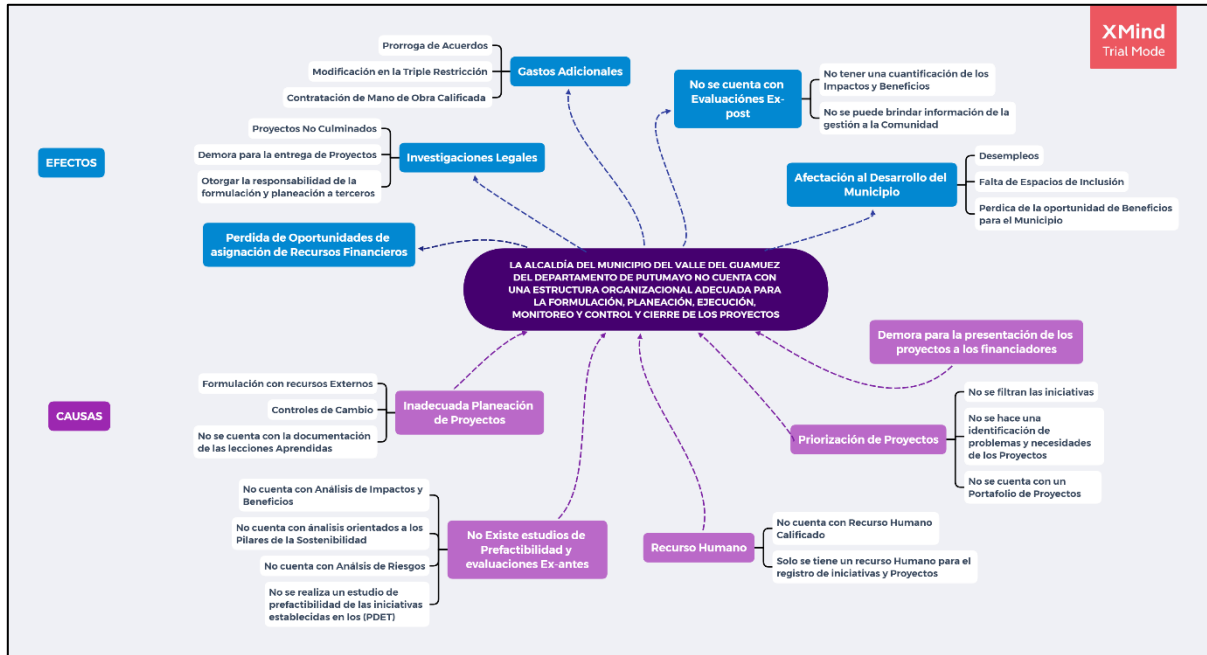 XMind
Trial Mode
Prorroga de Acuerdos
Modificación en la Triple Restricción
Contratación de Mano de Obra Calificada
Gastos Adicionales
No se cuenta con
Evaluaciónes Ex-
post
No tener una cuantificación de los
Impactos y Beneficios
No se puede brindar información de la
gestión a la Comunidad
EFECTOS
Proyectos No Culminados
Demora para la entrega de Proyectos
Otorgar la responsabilidad de la
formulación y planeación a terceros
Investigaciones Legales
Afectación al Desarrollo del
Municipio
Desempleos
Falta de Espacios de Inclusión
Perdica de la oportunidad de Beneficios
para el Municipio
Perdida de Oportunidades de
asignación de Recursos Financieros
LA ALCALDÍA DEL MUNICIPIO DEL VALLE DEL GUAMUEZ
DEL DEPARTAMENTO DE PUTUMAYO NO CUENTA CON
UNA ESTRUCTURA ORGANIZACIONAL ADECUADA PARA
LA FORMULACIÓN, PLANEACIÓN, EJECUCIÓN,
MONITOREO Y CONTROL Y CIERRE DE LOS PROYECTOS
Demora para la presentación de los
proyectos a los financiadores
CAUSAS
Formulación con recursos Externos
Controles de Cambio
No se cuenta con la documentación
de las lecciones Aprendidas
Inadecuada Planeación
de Proyectos
Priorización de Proyectos
No se filtran las iniciativas
No se hace una
identificación de
problemas y necesidades
de los Proyectos
No se cuenta con un
Portafolio de Proyectos
No cuenta con Análisis de Impactos y
Beneficios
No cuenta con ánalisis orientados a los
Pilares de la Sostenibilidad
No cuenta con Análsis de Riesgos
No se realiza un estudio de
prefactibilidad de las iniciativas
establecidas en los (PDET)
No Existe estudios de
Prefactibilidad y
evaluaciones Ex-antes
Recurso Humano
No cuenta con Recurso Humano
Calificado
Solo se tiene un recurso Humano para el
registro de iniciativas y Proyectos